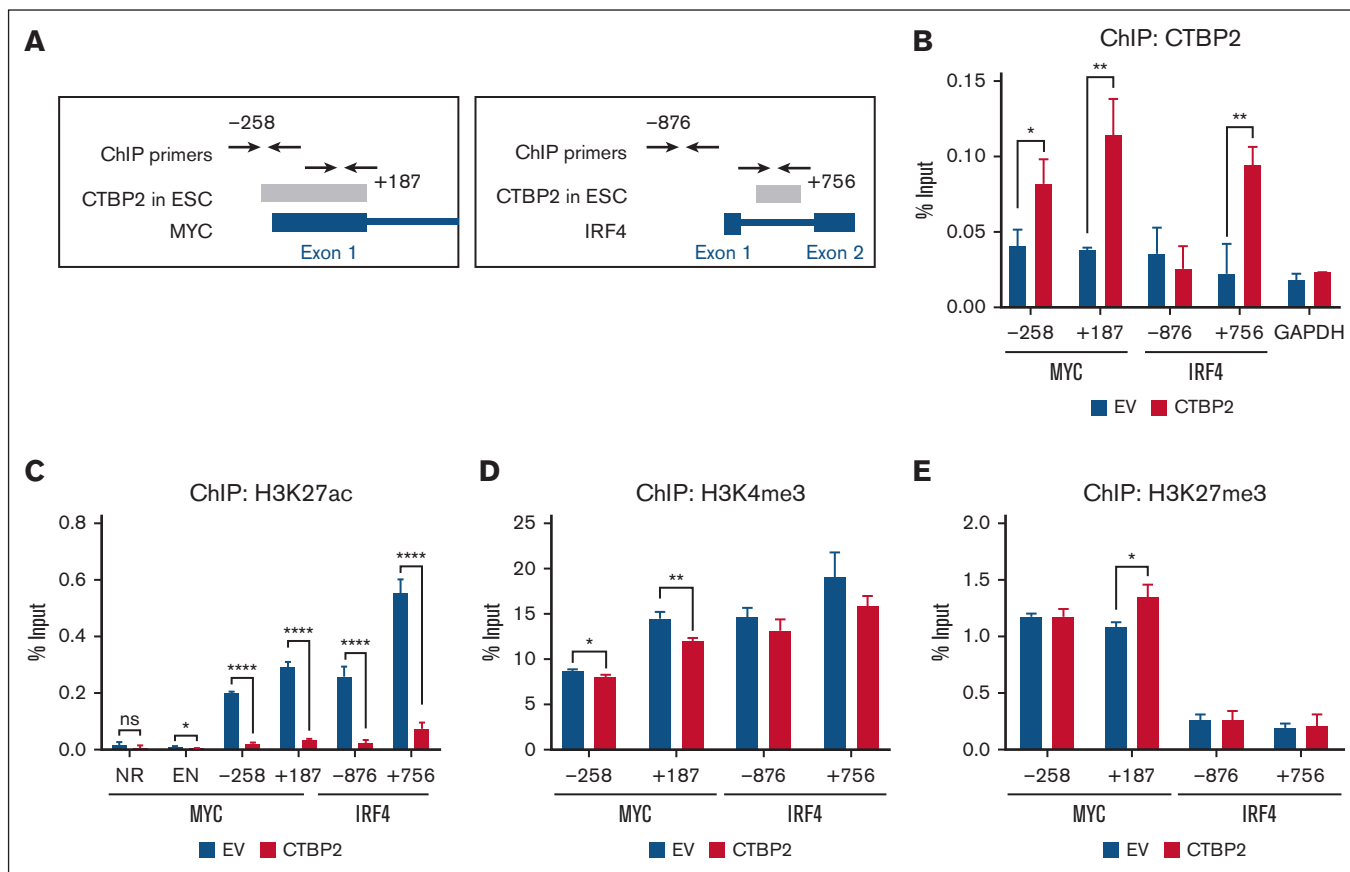 A
−258
ChIP primers
+187
CTBP2 in ESC
MYC
Exon 1
−876
ChIP primers
+756
CTBP2 in ESC
IRF4
Exon 1 Exon 2
B
ChIP: CTBP2
% Input
0.15
0.10
0.05
0.00
* ** **
−258 +187 −876 +756 GAPDH
MYC IRF4
EV CTBP2
C
ChIP: H3K27ac
% Input
0.8
0.6
0.4
0.2
0.0
ns * **** **** **** ****
NR EN −258 +187 −876 +756
MYC IRF4
EV CTBP2
D
ChIP: H3K4me3
% Input
25
20
15
10
5
0
* **
−258 +187 −876 +756
MYC IRF4
EV CTBP2
E
ChIP: H3K27me3
% Input
2.0
1.5
1.0
0.5
0.0
*
−258 +187 −876 +756
MYC IRF4
EV CTBP2